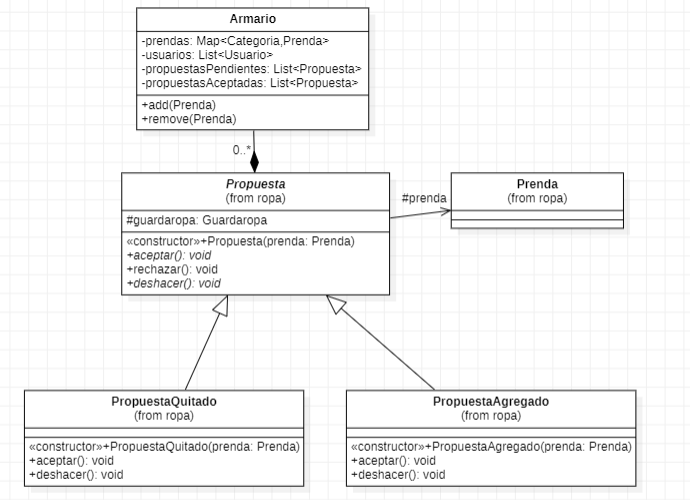 Armario
-prendas: Map<Categoria,Prenda>
-usuarios: List<Usuario>
-propuestasPendientes: List<Propuesta>
-propuestasAceptadas: List<Propuesta>
+add(Prenda)
+remove(Prenda)
0..*
Propuesta
(from ropa)
#guardaropa: Guardaropa
«constructor»+Propuesta(prenda: Prenda)
+aceptar(): void
+rechazar(): void
+deshacer(): void
#prenda
Prenda
(from ropa)
PropuestaQuitado
(from ropa)
«constructor»+PropuestaQuitado(prenda: Prenda)
+aceptar(): void
+deshacer(): void
PropuestaAgregado
(from ropa)
«constructor»+PropuestaAgregado(prenda: Prenda)
+aceptar(): void
+deshacer(): void